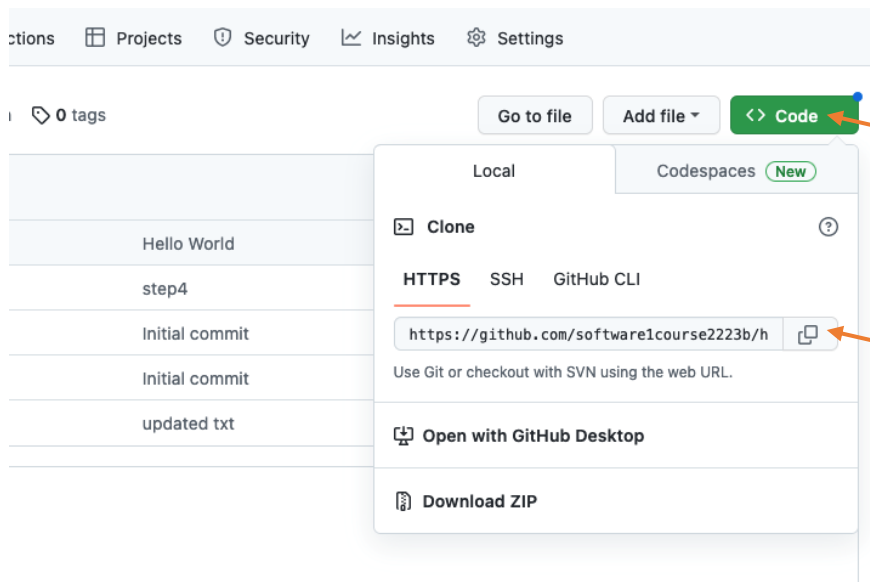 ctions Projects Security Insights Settings
0 tags Go to file Add file <> Code
Local Codespaces New
Clone
Hello World
HTTPS SSH GitHub CLI
step4
Initial commit https://github.com/software1course2223b/h
Use Git or checkout with SVN using the web URL.
Initial commit
updated txt Open with GitHub Desktop
Download ZIP